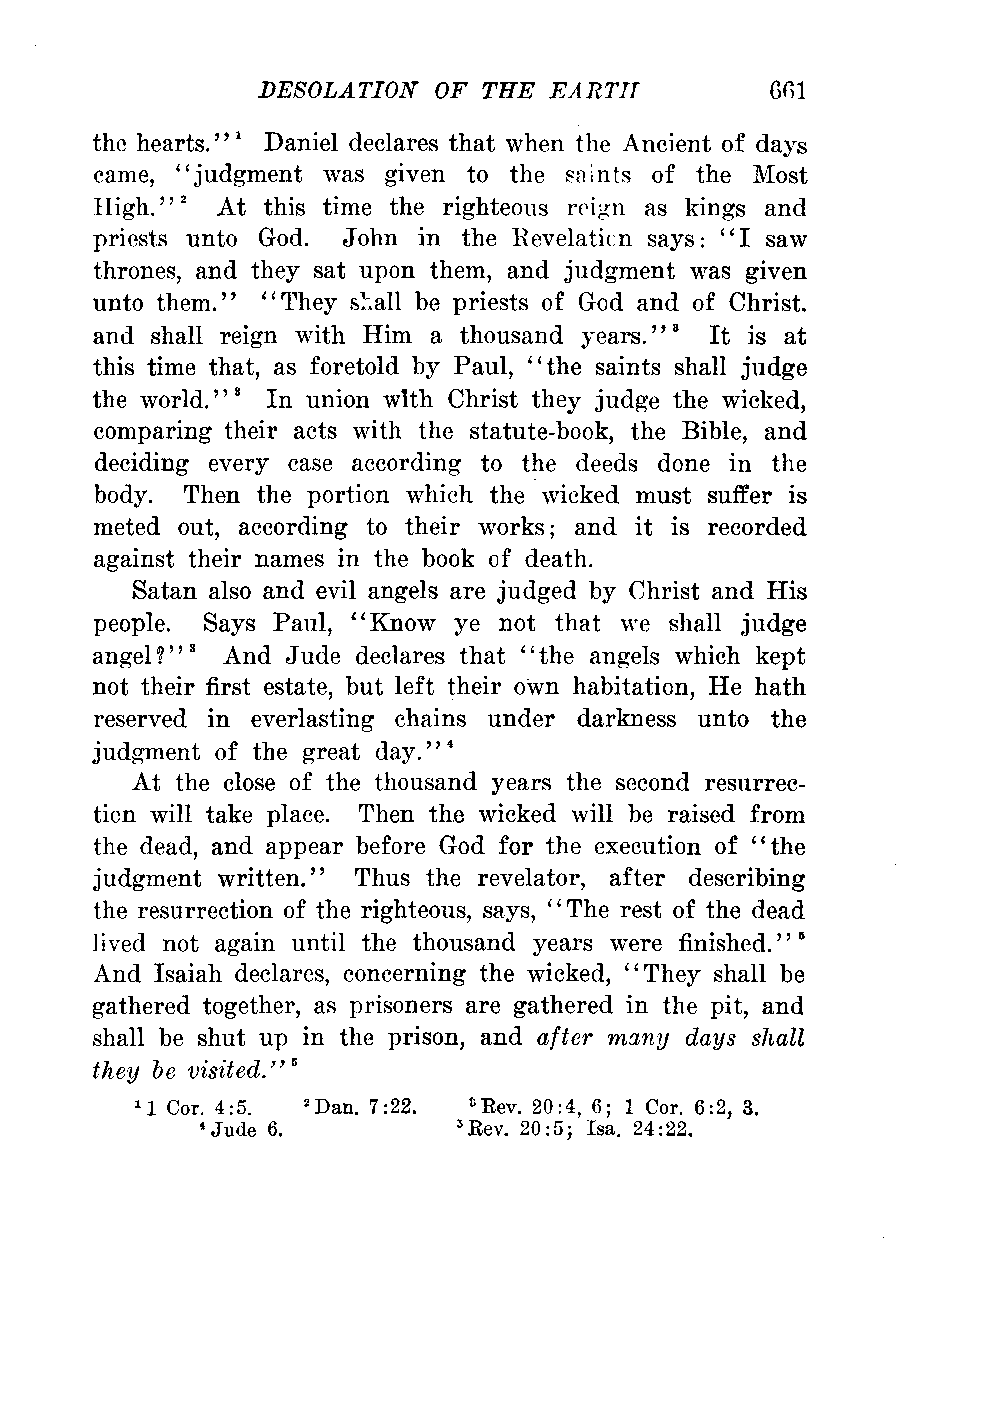 DESOLATION OF THE EARTH 661
the hearts."¹ Daniel declares that when the Ancient of days
came, "judgment was given to the saints of the Most
High."² At this time the righteous reign as kings and
priests unto God. John in the Revelation says: "I saw
thrones, and they sat upon them, and judgment was given
unto them." "They shall be priests of God and of Christ.
and shall reign with Him a thousand years."³ It is at
this time that, as foretold by Paul, "the saints shall judge
the world."³ In union with Christ they judge the wicked,
comparing their acts with the statute-book, the Bible, and
deciding every case according to the deeds done in the
body. Then the portion which the wicked must suffer is
meted out, according to their works; and it is recorded
against their names in the book of death.
Satan also and evil angels are judged by Christ and His
people. Says Paul, "Know ye not that we shall judge
angel?"³ And Jude declares that "the angels which kept
not their first estate, but left their own habitation, He hath
reserved in everlasting chains under darkness unto the
judgment of the great day."⁴
At the close of the thousand years the second resurrec-
tion will take place. Then the wicked will be raised from
the dead, and appear before God for the execution of "the
judgment written." Thus the revelator, after describing
the resurrection of the righteous, says, "The rest of the dead
lived not again until the thousand years were finished."⁵
And Isaiah declares, concerning the wicked, "They shall be
gathered together, as prisoners are gathered in the pit, and
shall be shut up in the prison, and after many days shall
they be visited."⁵
¹1 Cor. 4:5. ²Dan. 7:22. ³Rev. 20:4, 6; 1 Cor. 6:2, 3.
⁴Jude 6. ⁵Rev. 20:5; Isa. 24:22.